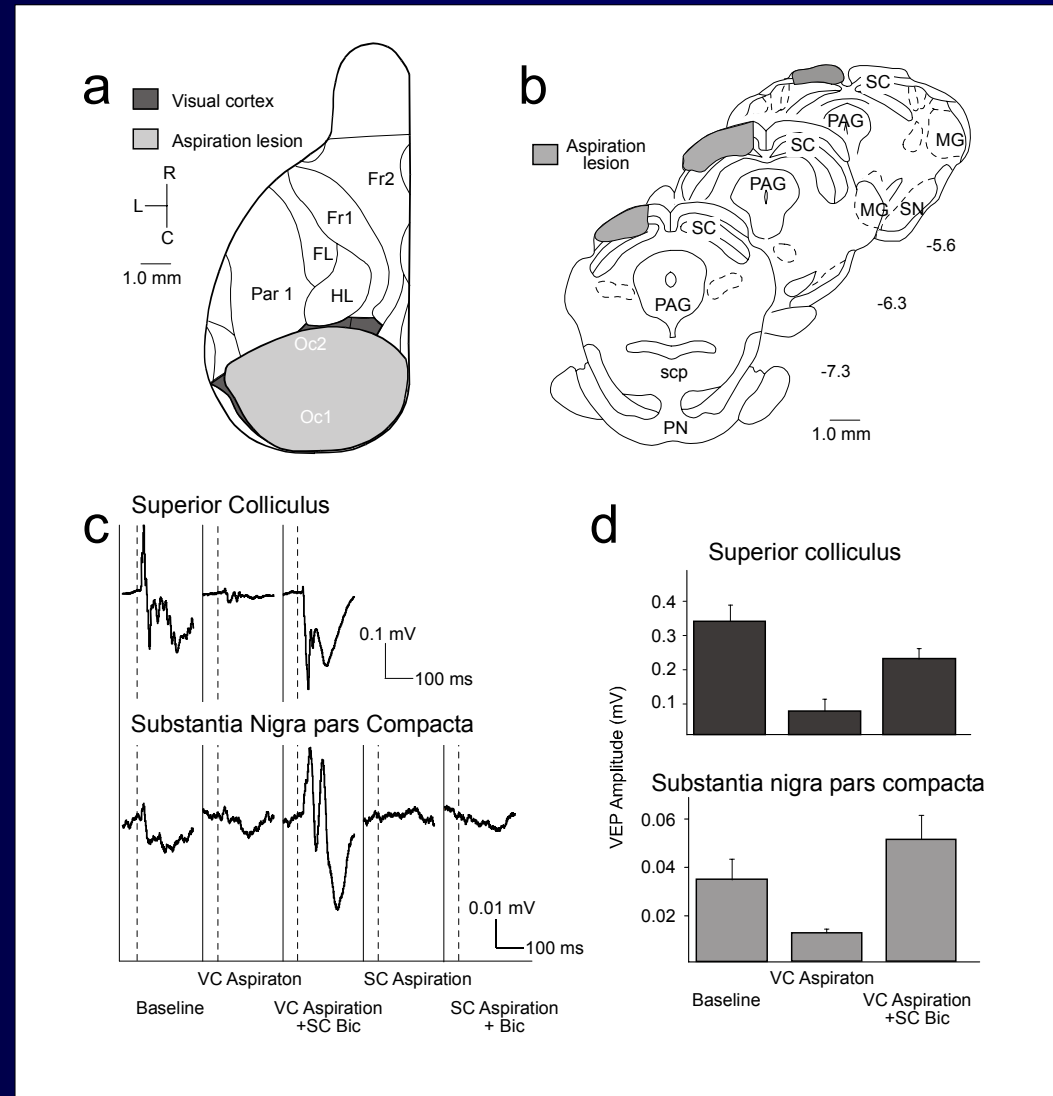 a
Visual cortex
Aspiration lesion
R
L
C
1.0 mm
Fr2
Fr1
FL
HL
Par 1
Oc2
Oc1
b
Aspiration
lesion
SC
PAG
MG
SC
PAG
MG
SN
-5.6
SC
PAG
-6.3
scp
-7.3
PN
1.0 mm
c
Superior Colliculus
0.1 mV
100 ms
Substantia Nigra pars Compacta
0.01 mV
100 ms
VC Aspiraton
SC Aspiration
Baseline
VC Aspiration
+SC Bic
SC Aspiration
+ Bic
d
Superior colliculus
0.4
0.3
0.2
0.1
VEP Amplitude (mV)
Substantia nigra pars compacta
0.06
0.04
0.02
VC Aspiraton
Baseline
VC Aspiration
+SC Bic